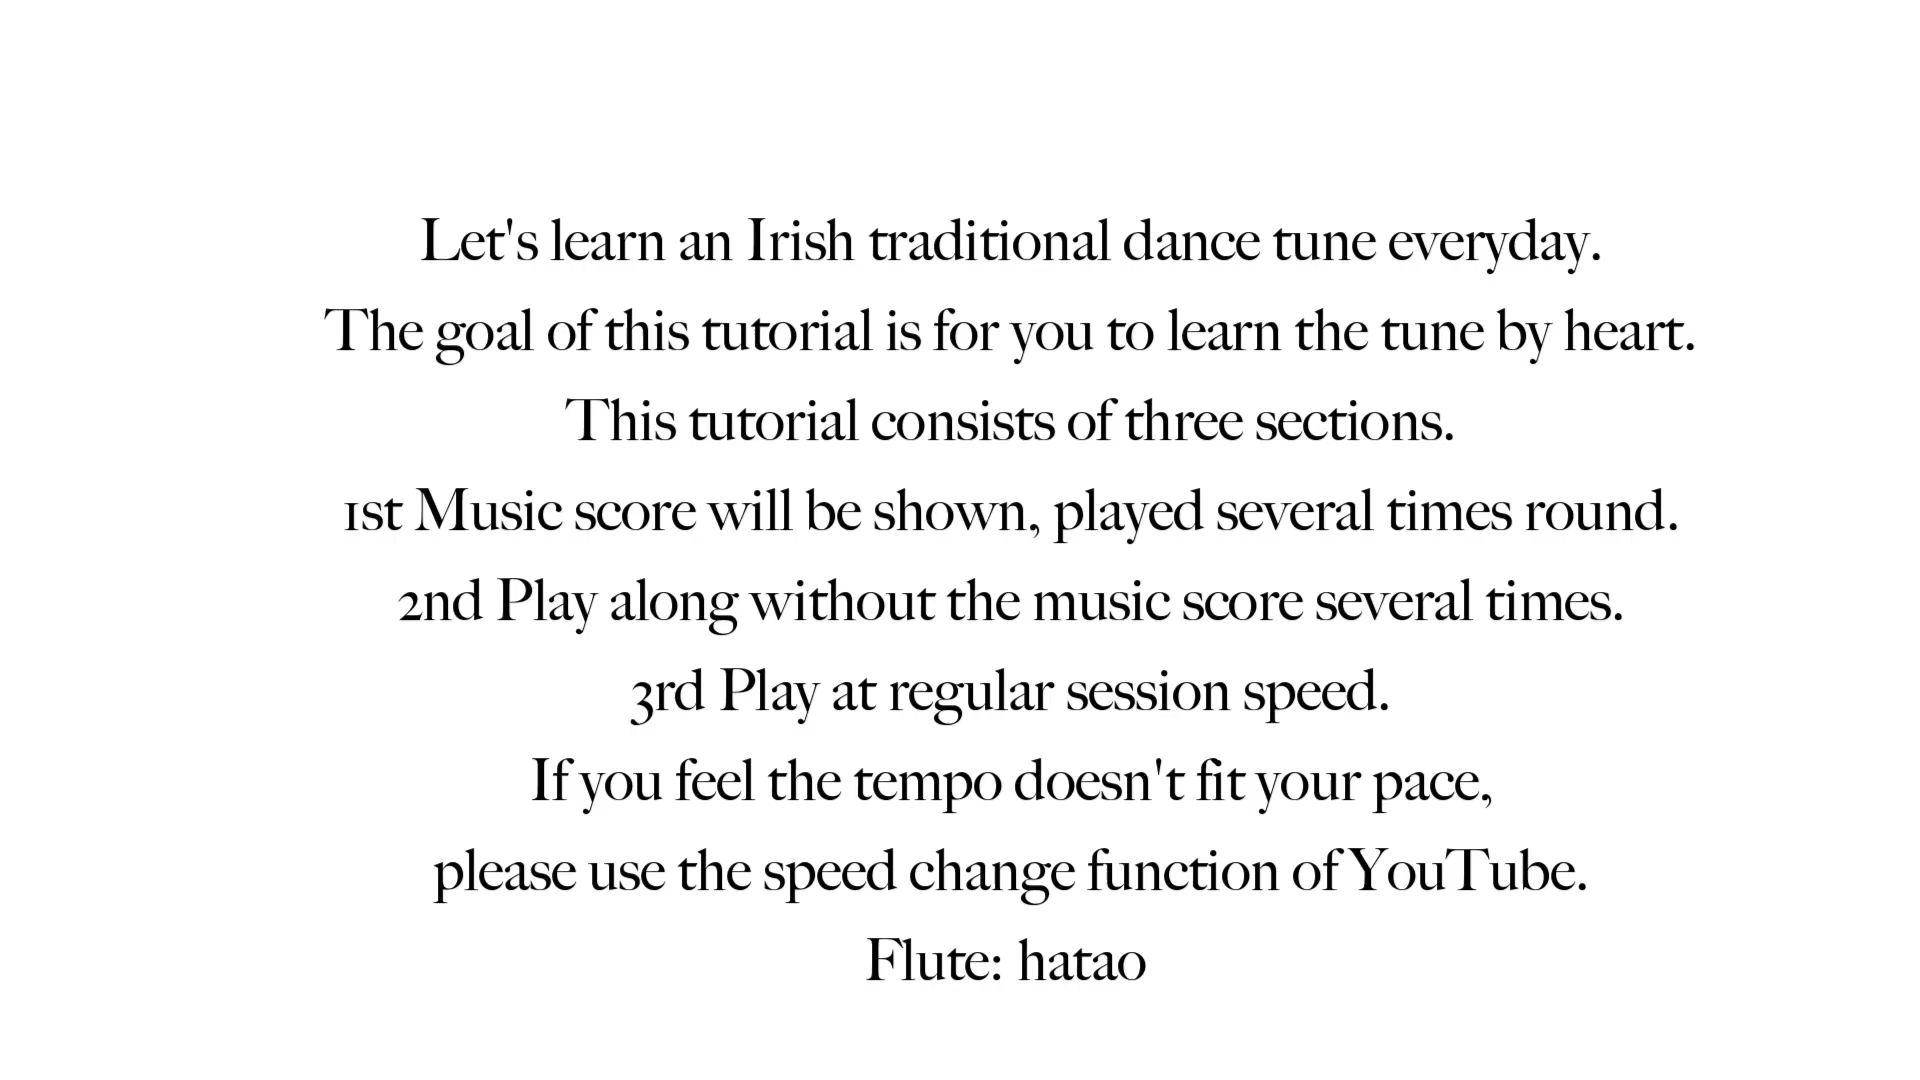 Let's learn an Irish traditional dance tune everyday.
The goal of this tutorial is for you to learn the tune by heart.
This tutorial consists of three sections.
1st Music score will be shown, played several times round.
2nd Play along without the music score several times.
3rd Play at regular session speed.
If you feel the tempo doesn't fit your pace,
please use the speed change function of YouTube.
Flute: hatao